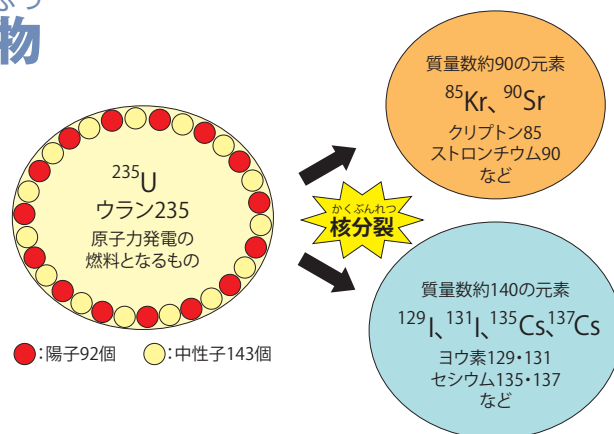 物
²³⁵U
ウラン235
原子力発電の
燃料となるもの
:陽子92個 :中性子143個
かくぶんれつ
核分裂
質量数約90の元素
⁸⁵Kr、⁹⁰Sr
クリプトン85
ストロンチウム90
など
質量数約140の元素
¹²⁹I、¹³¹I、¹³⁵Cs、¹³⁷Cs
ヨウ素129・131
セシウム135・137
など